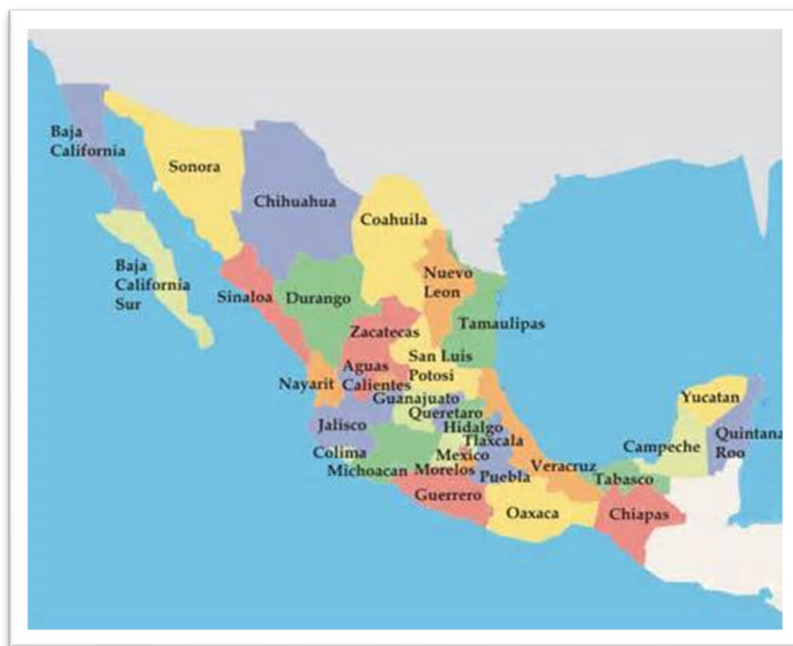 Baja
California
Sonora
Chihuahua
Coahuila
Baja
California
Sur
Sinaloa
Durango
Nuevo
Leon
Tamaulipas
Zacatecas
San Luis
Potosi
Nayarit
Aguas
Calientes
Guanajuato
Queretaro
Jalisco
Hidalgo
Tlaxcala
Colima
Mexico
Michoacan
Morelos
Puebla
Veracruz
Guerrero
Oaxaca
Tabasco
Chiapas
Campeche
Yucatan
Quintana
Roo